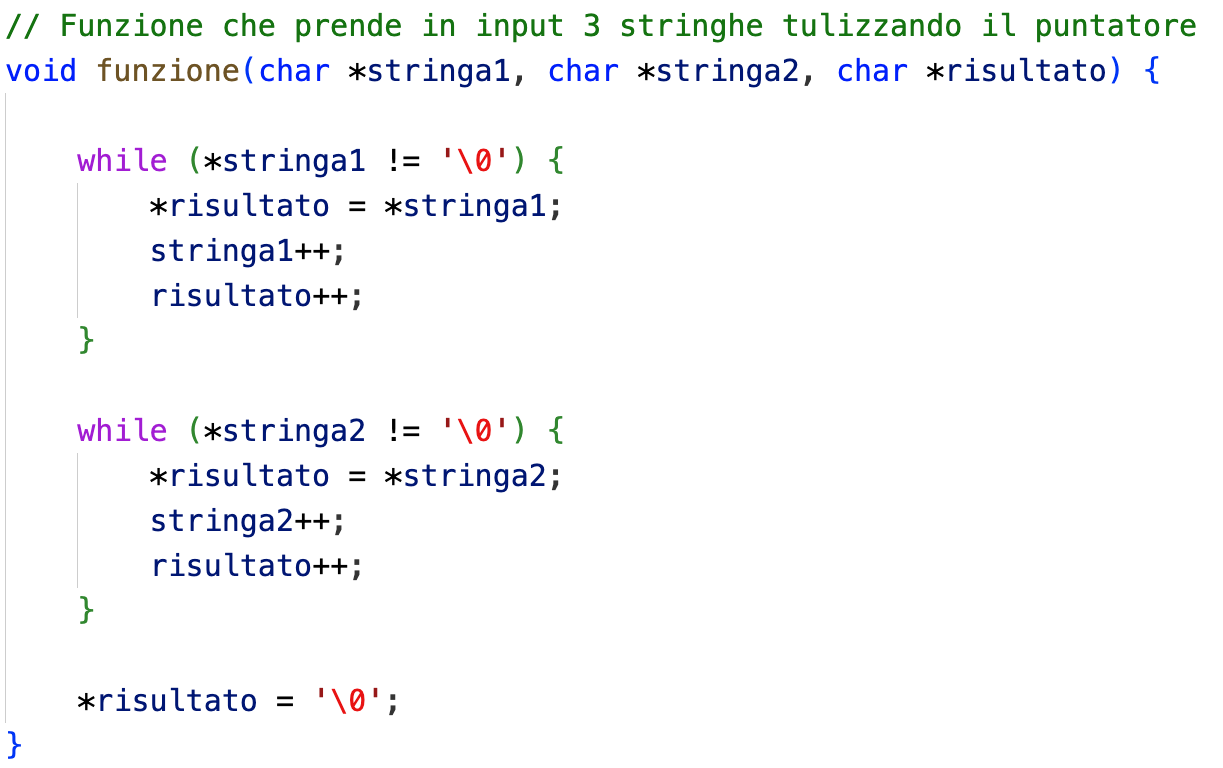 // Funzione che prende in input 3 stringhe tulizzando il puntatore
void funzione(char *stringa1, char *stringa2, char *risultato) {
while (*stringa1 != '\0') {
*risultato = *stringa1;
stringa1++;
risultato++;
}
while (*stringa2 != '\0') {
*risultato = *stringa2;
stringa2++;
risultato++;
}
*risultato = '\0';
}